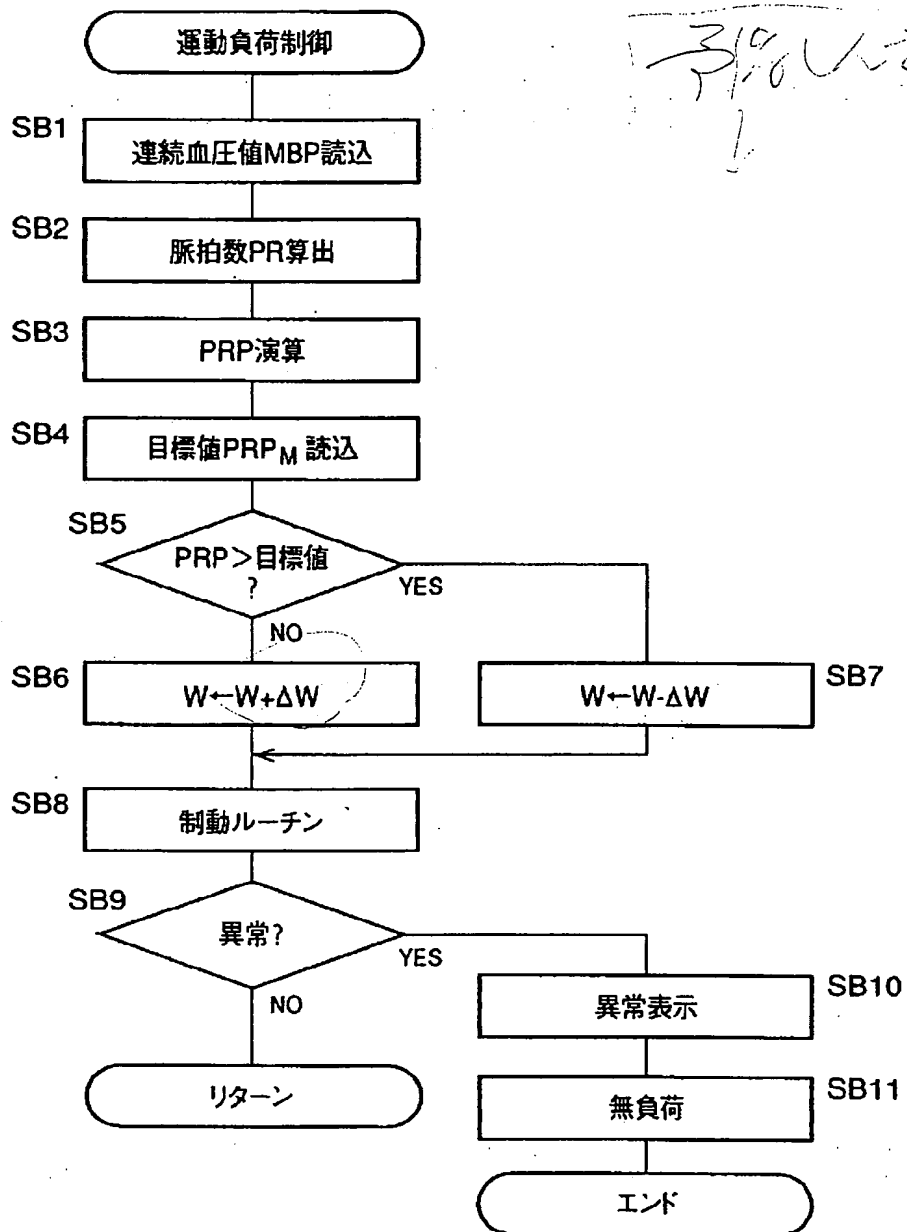 運動負荷制御
SB1
連続血圧値MBP読込
SB2
脈拍数PR算出
SB3
PRP演算
SB4
目標値PRPM 読込
SB5
PRP＞目標値
?
YES
NO
SB6
W←W+ΔW
W←W-ΔW
SB7
SB8
制動ルーチン
SB9
異常?
YES
NO
異常表示
SB10
リターン
無負荷
SB11
エンド